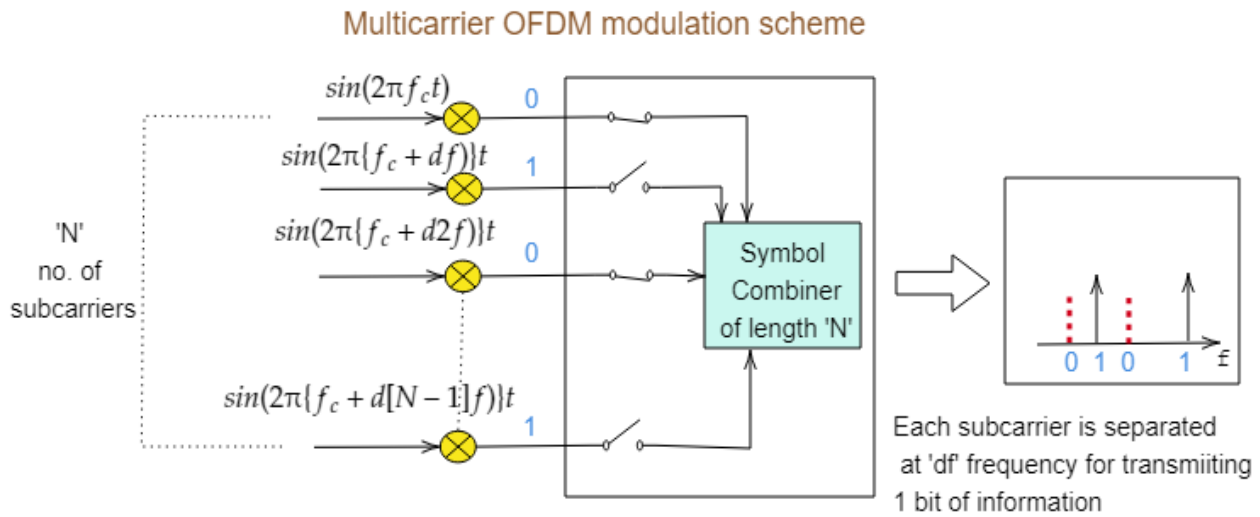 Multicarrier OFDM modulation scheme
sin(2πf_ct)
0
sin(2π{f_c + df)}t
1
sin(2π{f_c + d2f)}t
0
'N'
no. of
subcarriers
sin(2π{f_c + d[N − 1]f)}t
1
Symbol
Combiner
of length 'N'
0 1 0 1 f
Each subcarrier is separated
at 'df' frequency for transmiiting
1 bit of information